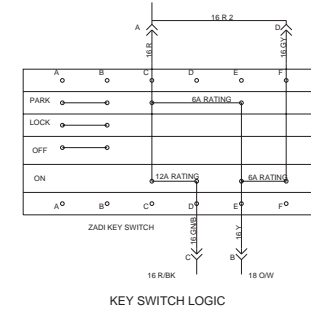 16 R 2
A D
16 R 16 GY
A B C D E F
PARK 6A RATING
LOCK
OFF
ON 12A RATING 6A RATING
A B C D E F
ZADI KEY SWITCH
16 GN/B 16 Y
C B
16 R/BK 18 O/W
KEY SWITCH LOGIC